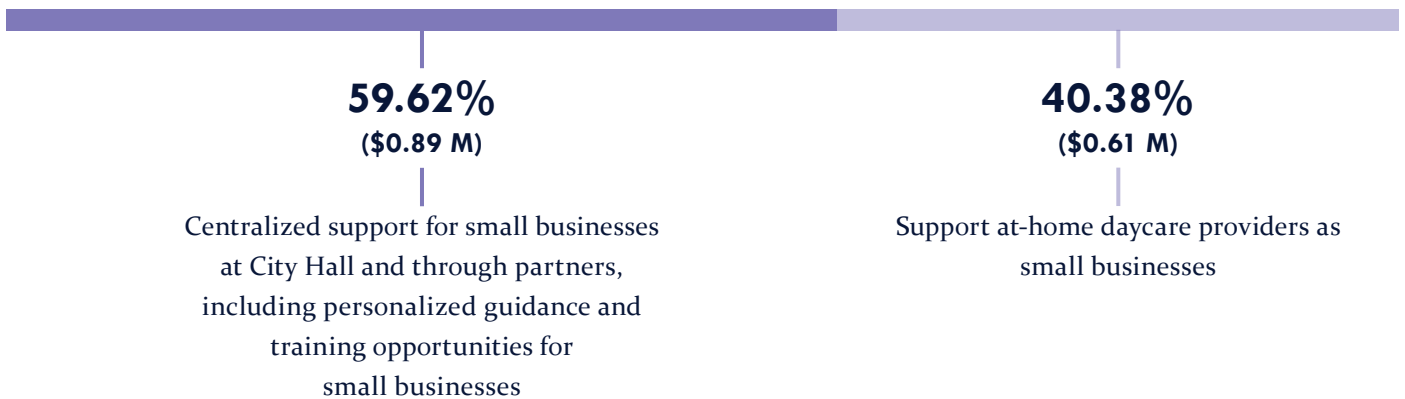 59.62%
($0.89 M)
Centralized support for small businesses
at City Hall and through partners,
including personalized guidance and
training opportunities for
small businesses
40.38%
($0.61 M)
Support at-home daycare providers as
small businesses